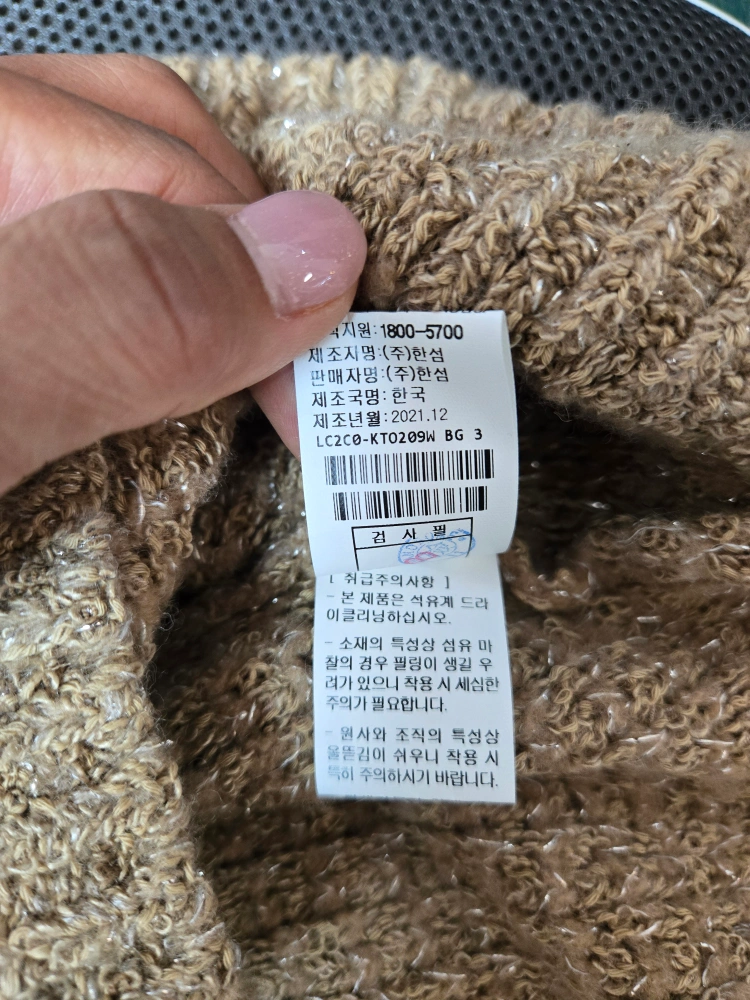 지원:1800-5700
제조자명:(주)한섬
판매자명:(주)한섬
제조국명: 한국
제조년월:2021.12
LC2C0-KTO209W BG 3
검 사 필
[ 취급주의사항 ]
- 본 제품은 석유계 드라
이클리닝하십시오.
- 소재의 특성상 섬유 마
찰의 경우 필링이 생길 우
려가 있으니 착용 시 세심한
주의가 필요합니다.
- 원사와 조직의 특성상
올뜯김이 쉬우니 착용 시
특히 주의하시기 바랍니다.